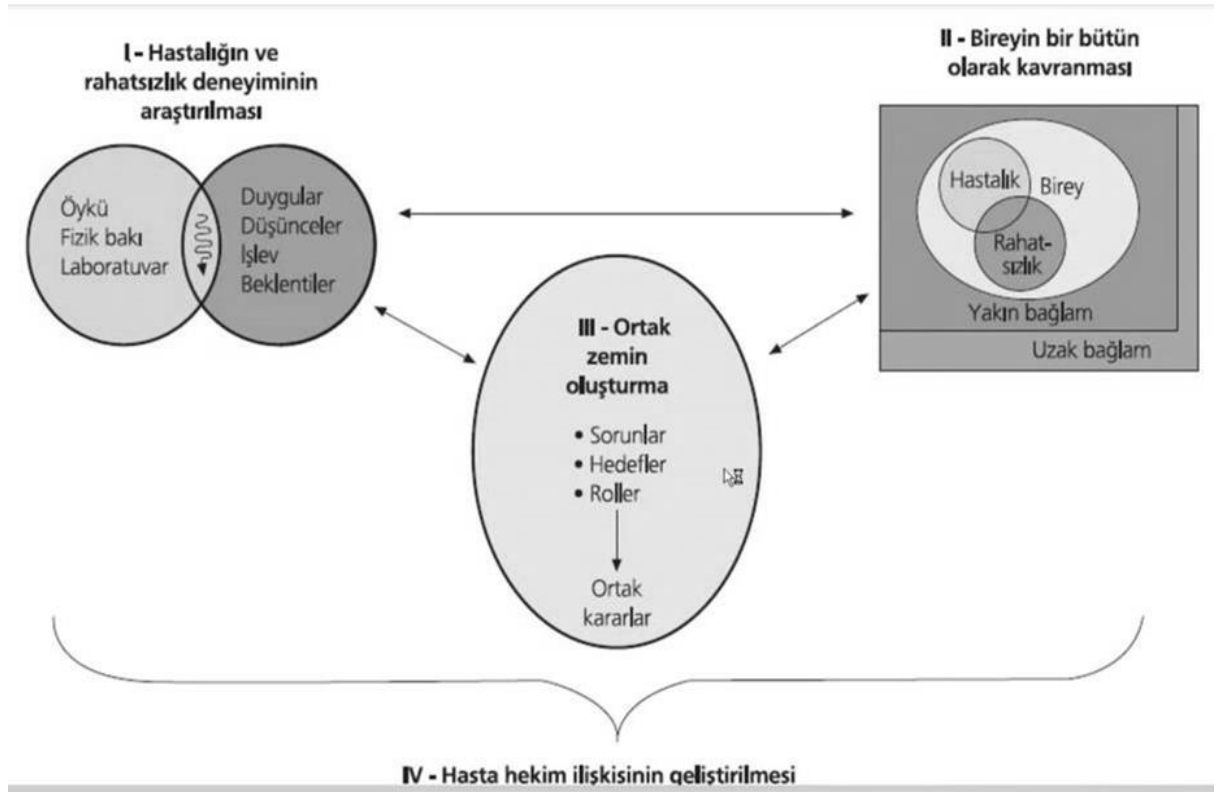 I - Hastalığın ve
rahatsızlık deneyiminin
araştırılması
Öykü
Fizik bakı
Laboratuvar
Duygular
Düşünceler
İşlev
Beklentiler
II - Bireyin bir bütün
olarak kavranması
Hastalık
Birey
Rahat-
sızlık
Yakın bağlam
Uzak bağlam
III - Ortak
zemin
oluşturma
• Sorunlar
• Hedefler
• Roller
Ortak
kararlar
IV - Hasta hekim ilişkisinin geliştirilmesi